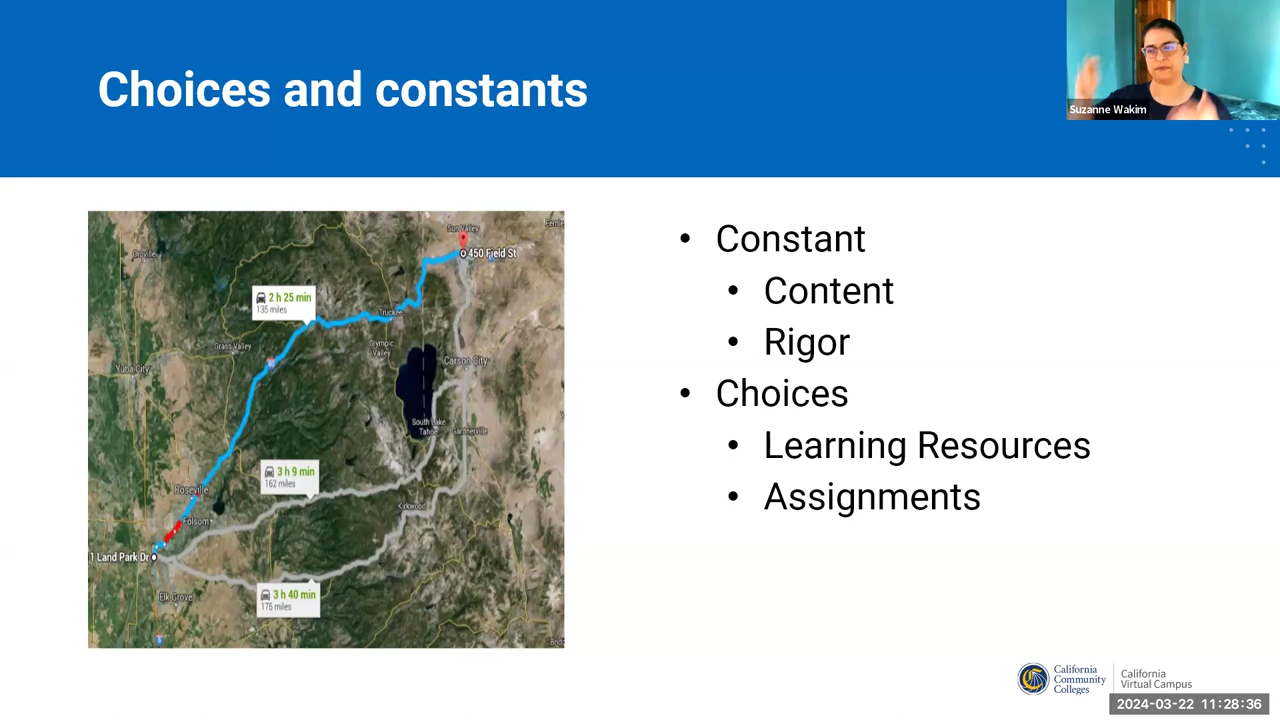 Choices and constants
Suzanne Wakim
Sun Valley
450 Field St
Oroville
2 h 25 min
135 miles
Truckee
Grass Valley
Olympic
Valley
Carson City
Yuba City
South Lake
Tahoe
Gardnerville
3 h 9 min
162 miles
Roseville
Kirkwood
Folsom
1 Land Park Dr
3 h 40 min
175 miles
Elk Grove
• Constant
• Content
• Rigor
• Choices
• Learning Resources
• Assignments
California
Community
Colleges
California
Virtual Campus
2024-03-22 11:28:36